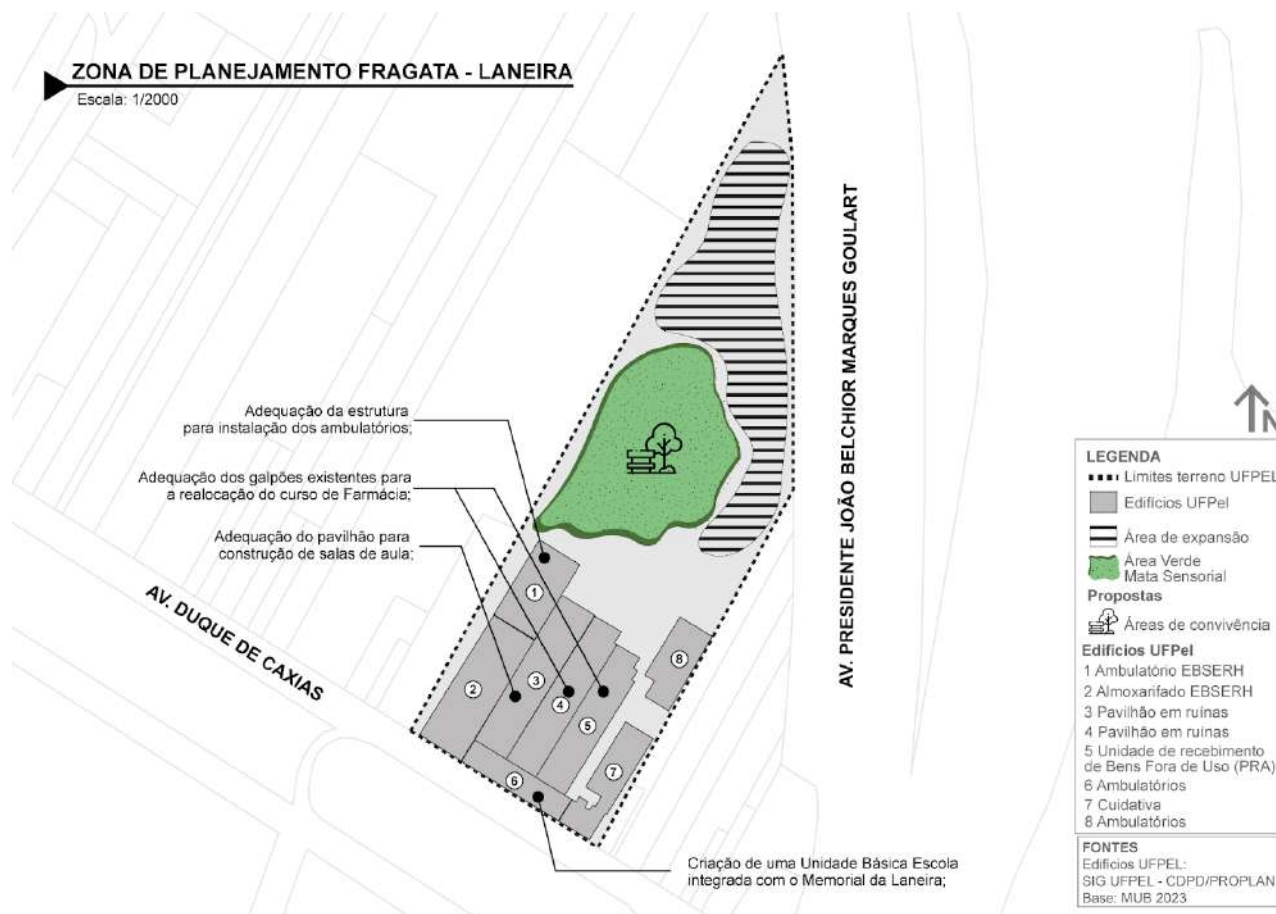 ZONA DE PLANEJAMENTO FRAGATA - LANEIRA
Escala: 1/2000
AV. PRESIDENTE JOÃO BELCHIOR MARQUES GOULART
Adequação da estrutura
para instalação dos ambulatórios;
Adequação dos galpões existentes para
a realocação do curso de Farmácia;
Adequação do pavilhão para
construção de salas de aula;
AV. DUQUE DE CAXIAS
1
2
3
4
5
6
7
8
Criação de uma Unidade Básica Escola
integrada com o Memorial da Laneira;
N
LEGENDA
Limites terreno UFPEL
Edifícios UFPel
Área de expansão
Área Verde
Mata Sensorial
Propostas
Áreas de convivência
Edifícios UFPel
1 Ambulatório EBSERH
2 Almoxarifado EBSERH
3 Pavilhão em ruínas
4 Pavilhão em ruínas
5 Unidade de recebimento
de Bens Fora de Uso (PRA)
6 Ambulatórios
7 Cuidativa
8 Ambulatórios
FONTES
Edifícios UFPEL:
SIG UFPEL - CDPD/PROPLAN
Base: MUB 2023